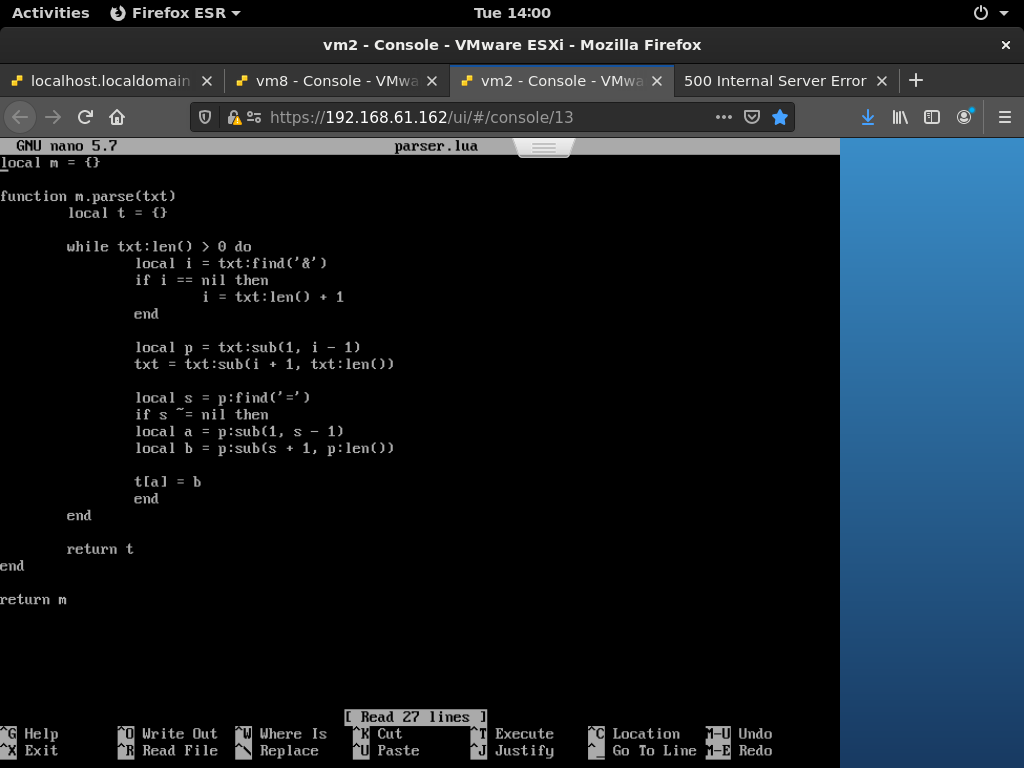 Activities Firefox ESR Tue 14:00
vm2 - Console - VMware ESXi - Mozilla Firefox
localhost.localdomain vm8 - Console - VMwa vm2 - Console - VMwa 500 Internal Server Error
https://192.168.61.162/ui/#/console/13
GNU nano 5.7 parser.lua
local m = {}
function m.parse(txt)
local t = {}
while txt:len() > 0 do
local i = txt:find('&')
if i == nil then
i = txt:len() + 1
end
local p = txt:sub(1, i - 1)
txt = txt:sub(i + 1, txt:len())
local s = p:find('=')
if s ~= nil then
local a = p:sub(1, s - 1)
local b = p:sub(s + 1, p:len())
t[a] = b
end
end
return t
end
return m
[ Read 27 lines ]
^G Help ^O Write Out ^W Where Is ^K Cut ^T Execute ^C Location M-U Undo
^X Exit ^R Read File ^\ Replace ^U Paste ^J Justify ^_ Go To Line M-E Redo